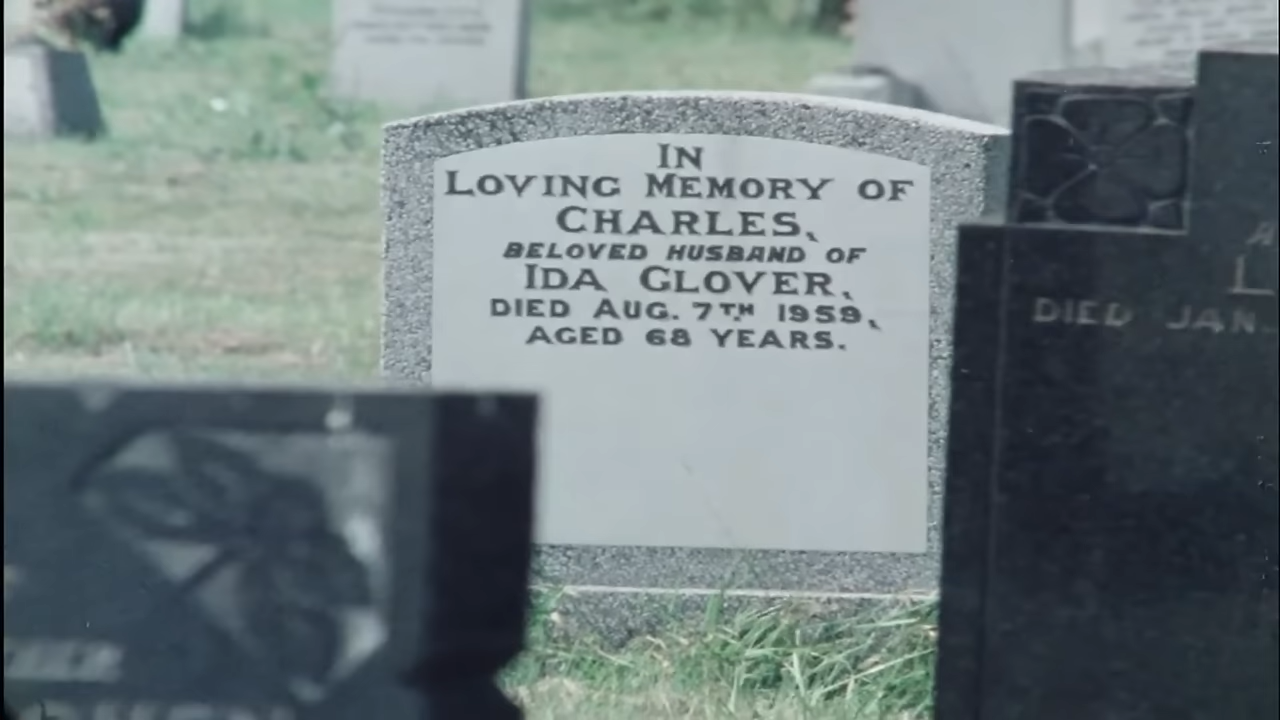 IN
LOVING MEMORY OF
CHARLES,
BELOVED HUSBAND OF
IDA GLOVER,
DIED AUG. 7TH 1959,
AGED 68 YEARS.
DIED JAN.